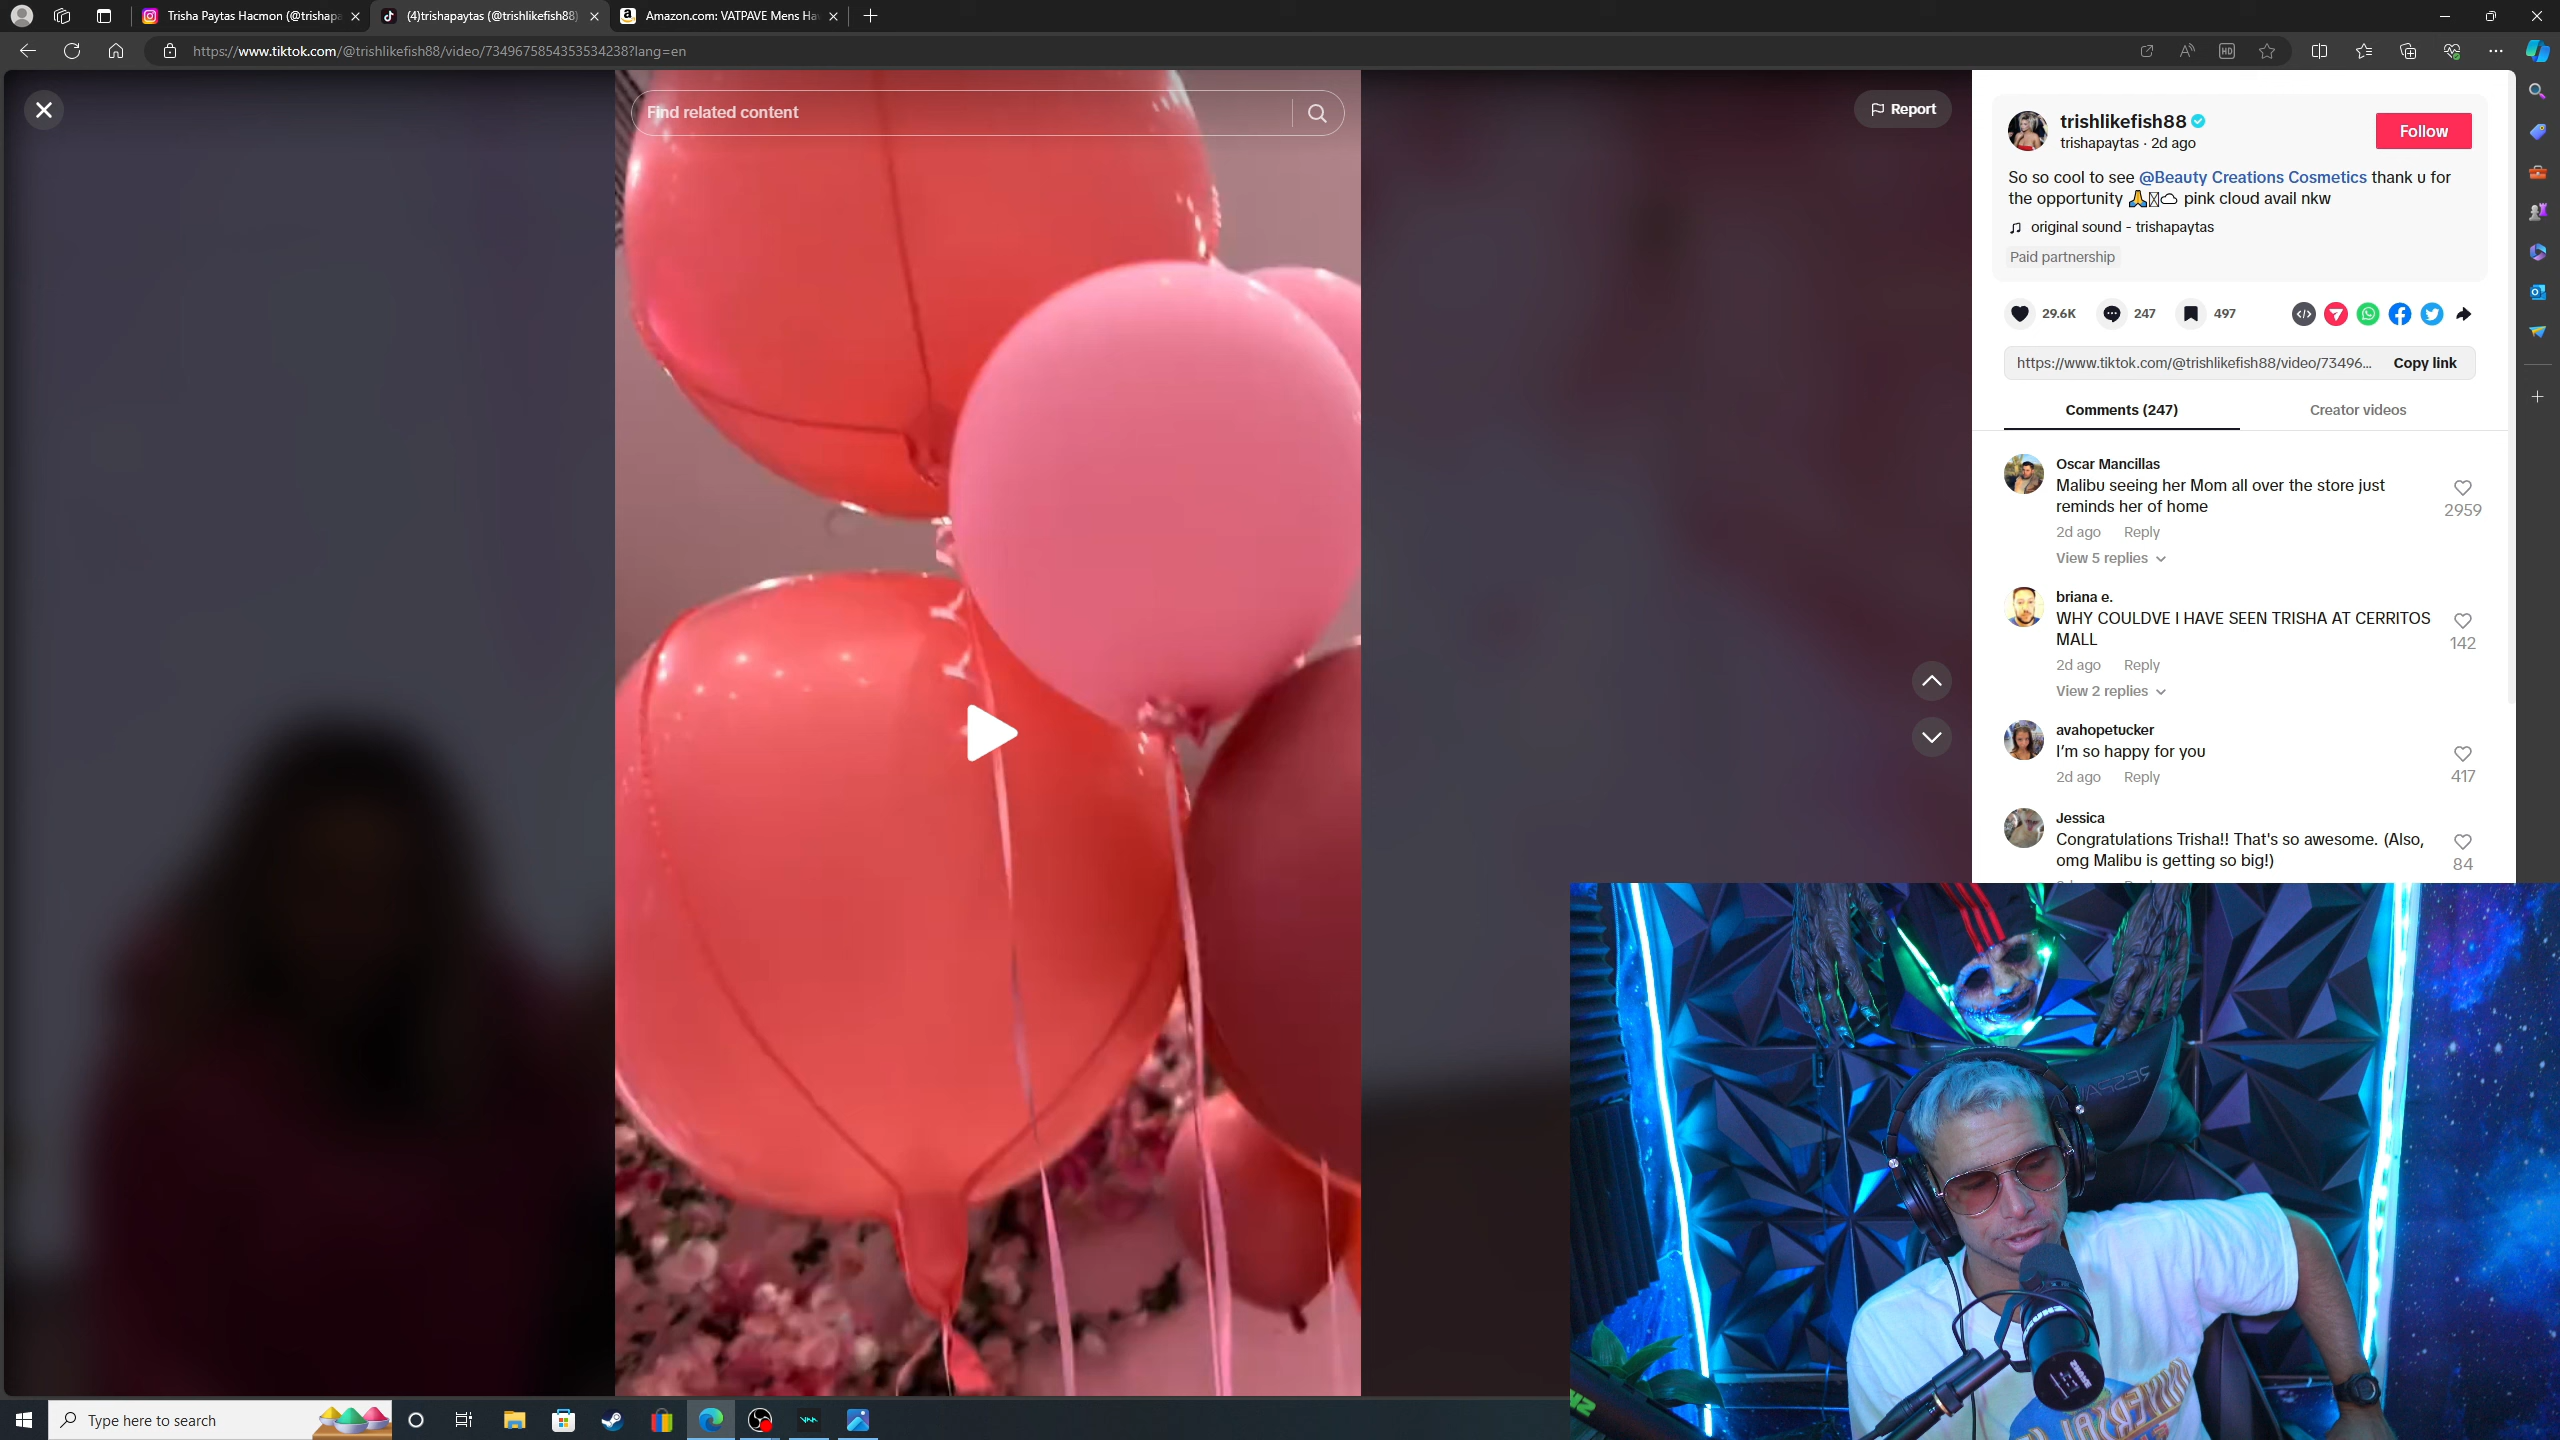 Trisha Paytas Hacmon (@trishapa
(4)trishapaytas (@trishlikefish88)
Amazon.com: VATPAVE Mens Ha
https://www.tiktok.com/@trishlikefish88/video/7349675854353534238?lang=en
Find related content
Report
trishlikefish88
trishapaytas · 2d ago
Follow
So so cool to see @Beauty Creations Cosmetics thank u for
the opportunity 🙏 ☁ pink cloud avail nkw
original sound - trishapaytas
Paid partnership
29.6K
247
497
https://www.tiktok.com/@trishlikefish88/video/73496...
Copy link
Comments (247)
Creator videos
Oscar Mancillas
Malibu seeing her Mom all over the store just
reminds her of home
2959
2d ago Reply
View 5 replies
briana e.
WHY COULDVE I HAVE SEEN TRISHA AT CERRITOS
MALL
142
2d ago Reply
View 2 replies
avahopetucker
I'm so happy for you
417
2d ago Reply
Jessica
Congratulations Trisha!! That's so awesome. (Also,
omg Malibu is getting so big!)
84
Type here to search